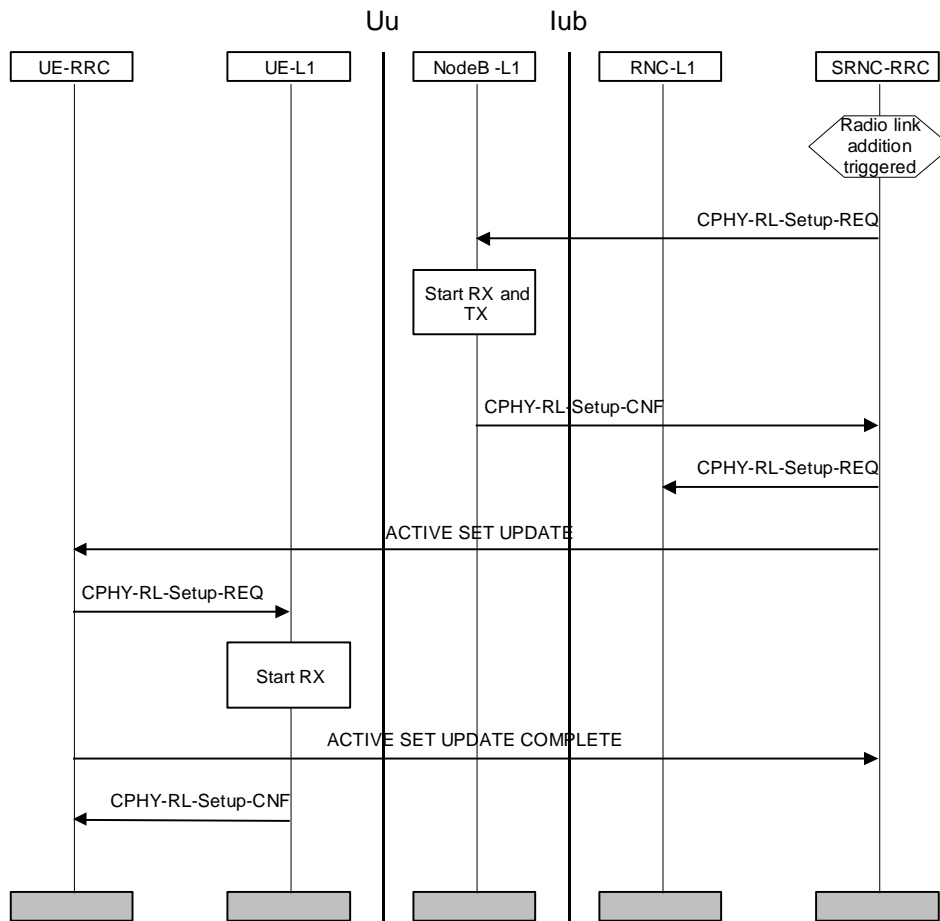 Uu
Iub
UE-RRC
UE-L1
NodeB -L1
RNC-L1
SRNC-RRC
Radio link
addition
triggered
CPHY-RL-Setup-REQ
Start RX and
TX
CPHY-RL-Setup-CNF
CPHY-RL-Setup-REQ
ACTIVE SET UPDATE
CPHY-RL-Setup-REQ
Start RX
ACTIVE SET UPDATE COMPLETE
CPHY-RL-Setup-CNF